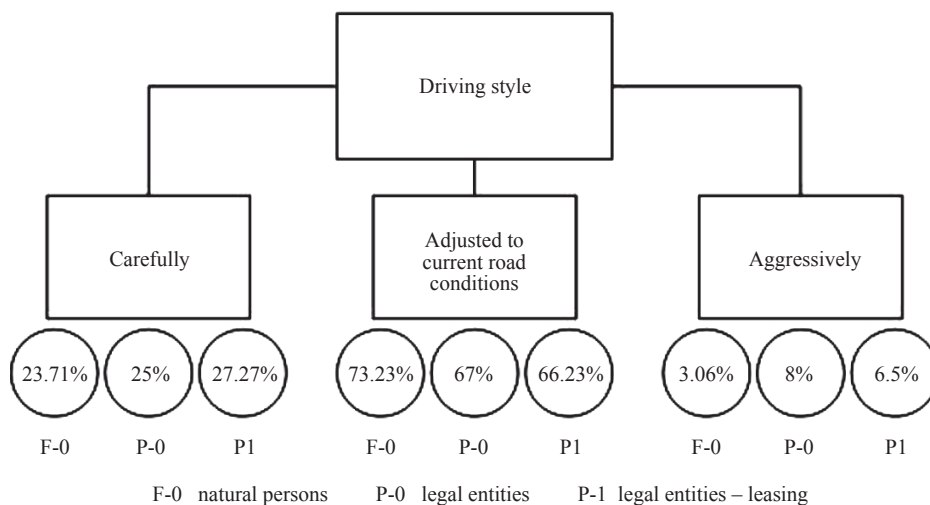 Driving style
Carefully
Adjusted to
current road
conditions
Aggressively
23.71% 25% 27.27% 73.23% 67% 66.23% 3.06% 8% 6.5%
F-0 P-0 P1 F-0 P-0 P1 F-0 P-0 P1
F-0 natural persons P-0 legal entities P-1 legal entities – leasing